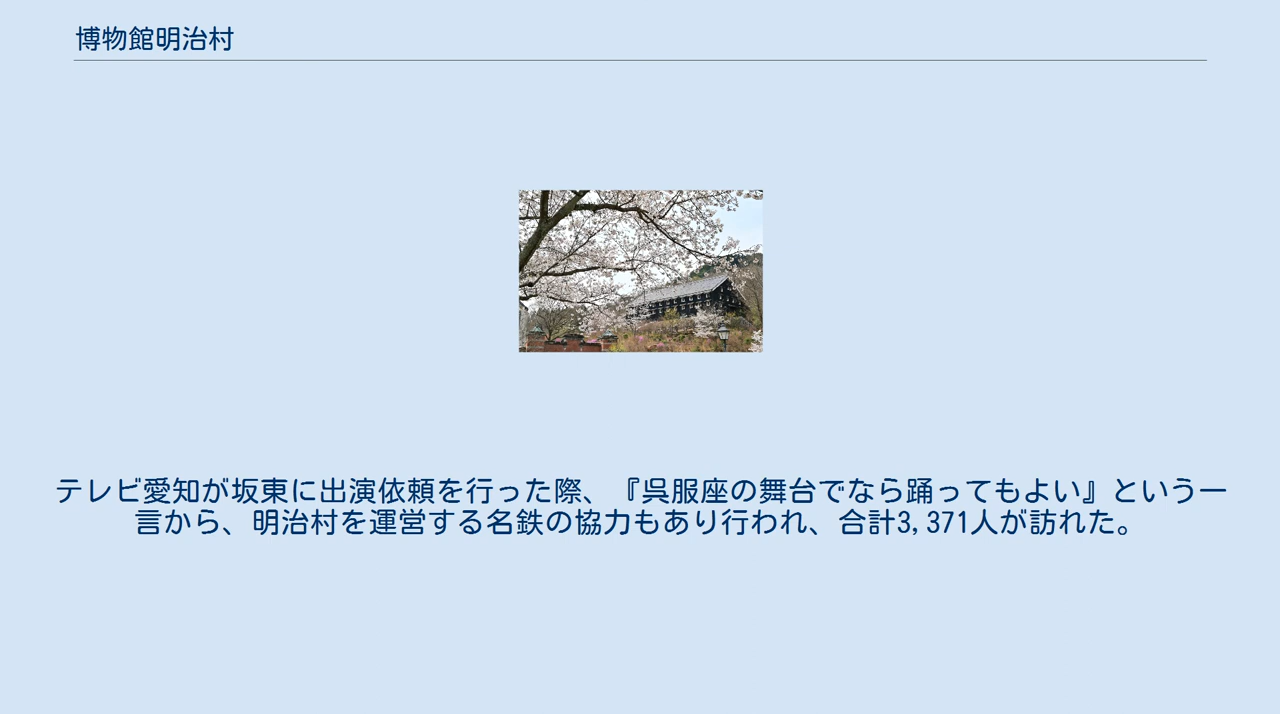 博物館明治村
テレビ愛知が坂東に出演依頼を行った際、『呉服座の舞台でなら踊ってもよい』という一
言から、明治村を運営する名鉄の協力もあり行われ、合計3,371人が訪れた。